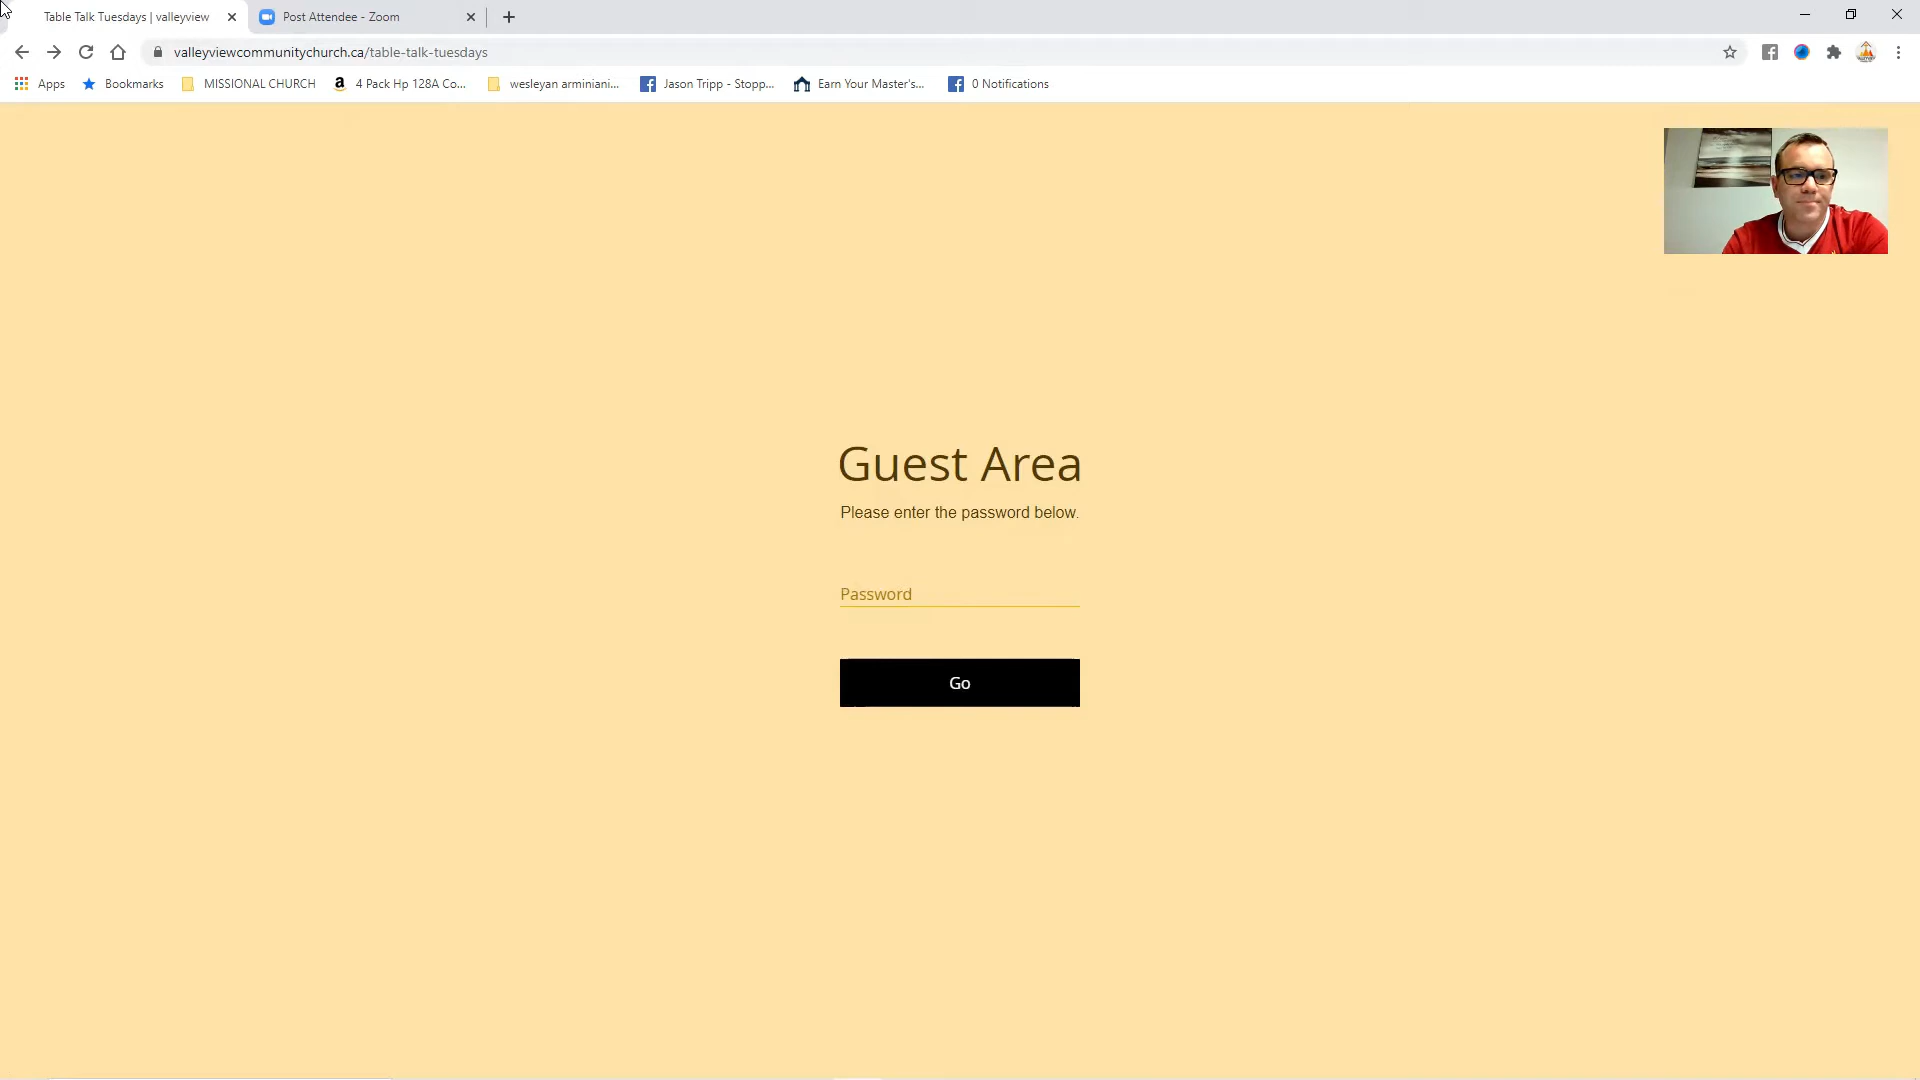 Table Talk Tuesdays | valleyview
Post Attendee - Zoom
valleyviewcommunitychurch.ca/table-talk-tuesdays
Apps
Bookmarks
MISSIONAL CHURCH
4 Pack Hp 128A Co...
wesleyan arminiani...
Jason Tripp - Stopp...
Earn Your Master's...
0 Notifications
Guest Area
Please enter the password below.
Password
Go